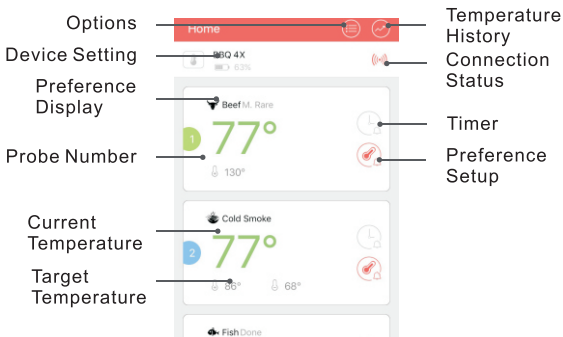 Options
Device Setting
Preference
Display
Probe Number
Current
Temperature
Target
Temperature
Home
BBQ 4X
63%
Beef M. Rare
1
77°
130°
Cold Smoke
2
77°
86° 68°
Fish Done
Temperature
History
Connection
Status
Timer
Preference
Setup